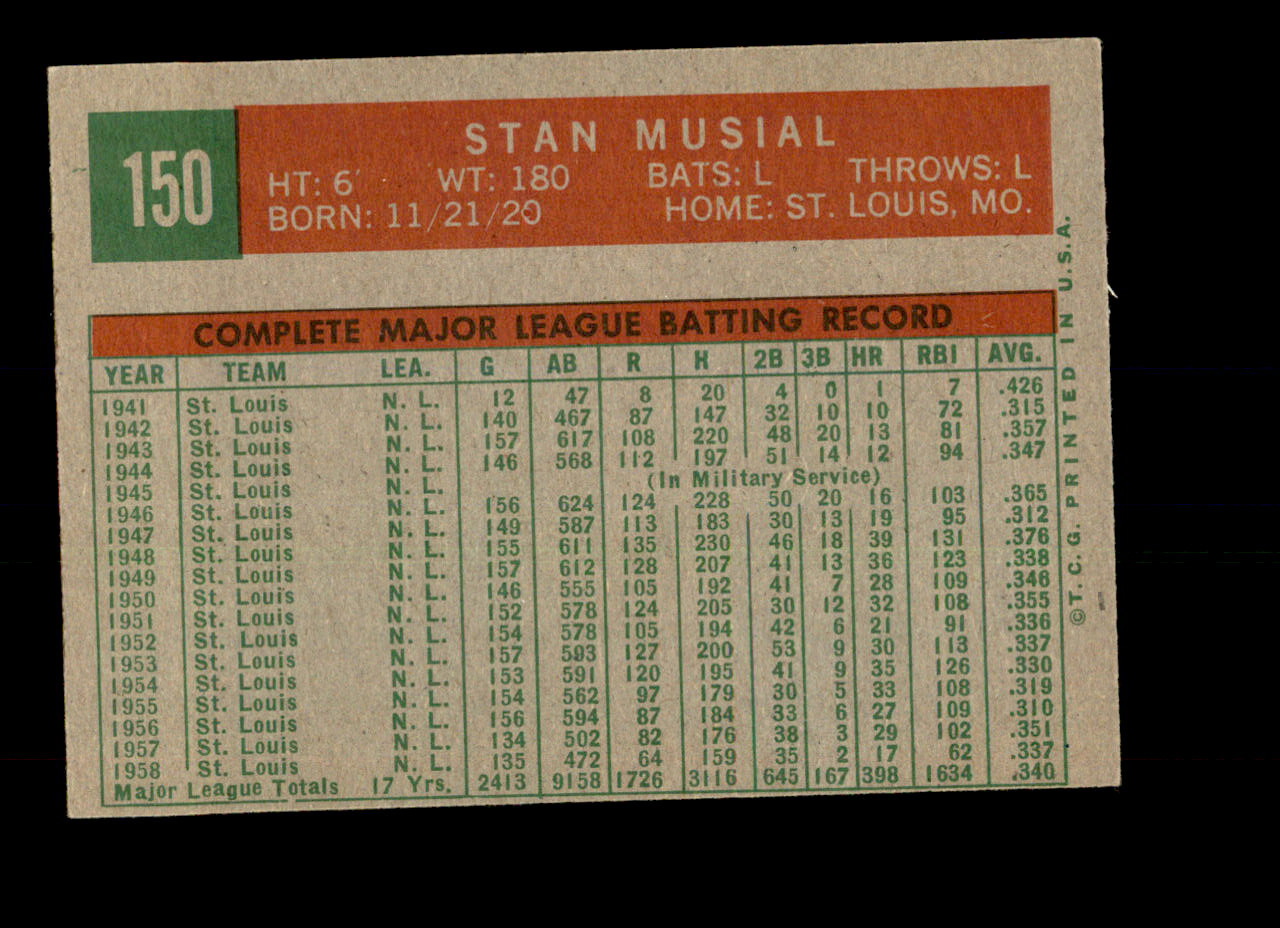 150
STAN MUSIAL
HT: 6' WT: 180 BATS: L THROWS: L
BORN: 11/21/20 HOME: ST. LOUIS, MO.
COMPLETE MAJOR LEAGUE BATTING RECORD
YEAR TEAM LEA. G AB R H 2B 3B HR RBI AVG.
1941 St. Louis N. L. 12 47 8 20 4 0 1 7 .426
1942 St. Louis N. L. 140 467 87 147 32 10 10 72 .315
1943 St. Louis N. L. 157 617 108 220 48 20 13 81 .357
1944 St. Louis N. L. 146 568 112 197 51 14 12 94 .347
1945 St. Louis N. L. (In Military Service)
1946 St. Louis N. L. 156 624 124 228 50 20 16 103 .365
1947 St. Louis N. L. 149 587 113 183 30 13 19 95 .312
1948 St. Louis N. L. 155 611 135 230 46 18 39 131 .376
1949 St. Louis N. L. 157 612 128 207 41 13 36 123 .338
1950 St. Louis N. L. 146 555 105 192 41 7 28 109 .346
1951 St. Louis N. L. 152 578 124 205 30 12 32 108 .355
1952 St. Louis N. L. 154 578 105 194 42 6 21 91 .336
1953 St. Louis N. L. 157 593 127 200 53 9 30 113 .337
1954 St. Louis N. L. 153 591 120 195 41 9 35 126 .330
1955 St. Louis N. L. 154 562 97 179 30 5 33 108 .319
1956 St. Louis N. L. 156 594 87 184 33 6 27 109 .310
1957 St. Louis N. L. 134 502 82 176 38 3 29 102 .351
1958 St. Louis N. L. 135 472 64 159 35 2 17 62 .337
Major League Totals 17 Yrs. 2413 9158 1726 3116 645 167 398 1634 .340
©T.C.G. PRINTED IN U.S.A.